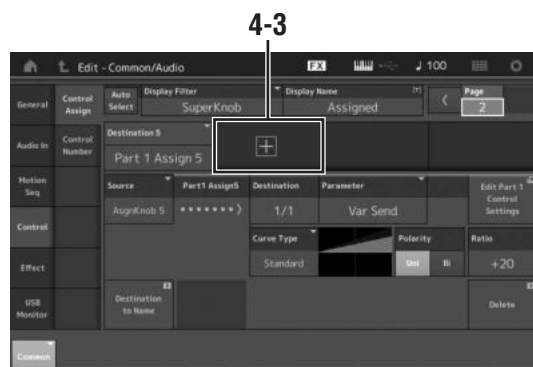 4-3
Edit - Common/Audio
FX
100
General
Control Assign
Auto Select
Display Filter
SuperKnob
Display Name
Assigned
Page
2
Audio In
Control Number
Destination 5
Part 1 Assign 5
Motion Seq
Source
AsgnKnob 5
Part1 Assign5
Destination
1/1
Parameter
Var Send
Edit Part 1 Control Settings
Control
Curve Type
Standard
Polarity
Uni
Bi
Ratio
+20
Effect
USB Monitor
Destination to Name
Delete
Common